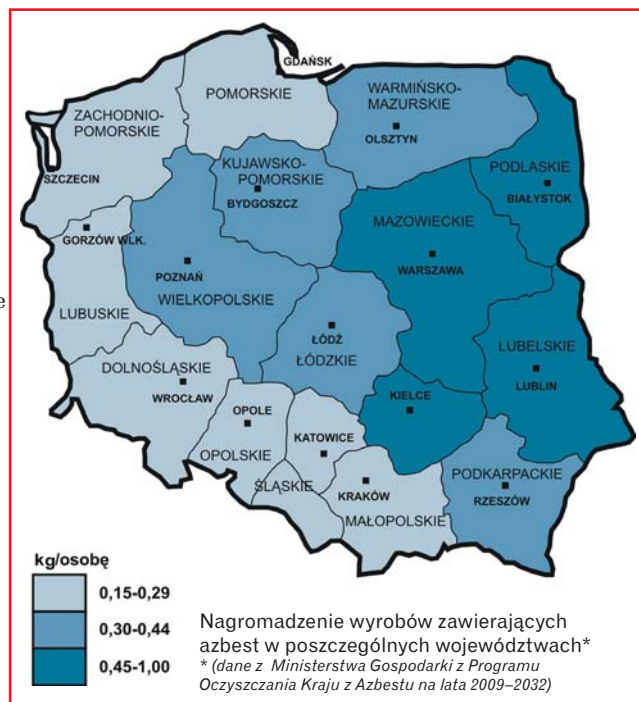 GDAŃSK
POMORSKIE
WARMIŃSKO-
MAZURSKIE
OLSZTYN
ZACHODNIO-
POMORSKIE
SZCZECIN
KUJAWSKO-
POMORSKIE
BYDGOSZCZ
PODLĄSKIE
BIAŁYSTOK
MAZOWIECKIE
WARSZAWA
GORZÓW WLK.
LUBUSKIE
POZNAŃ
WIELKOPOLSKIE
e
ŁÓDŹ
ŁÓDZKIE
LUBELSKIE
LUBLIN
DOLNOŚLĄSKIE
WROCŁAW
OPOLE
OPOLSKIE
KATOWICE
ŚLĄSKIE
KIELCE
KRAKÓW
MAŁOPOLSKIE
PODKARPACKIE
RZESZÓW
kg/osobę
0,15-0,29
0,30-0,44
0,45-1,00
Nagromadzenie wyrobów zawierających
azbest w poszczególnych województwach*
* (dane z Ministerstwa Gospodarki z Programu
Oczyszczania Kraju z Azbestu na lata 2009–2032)